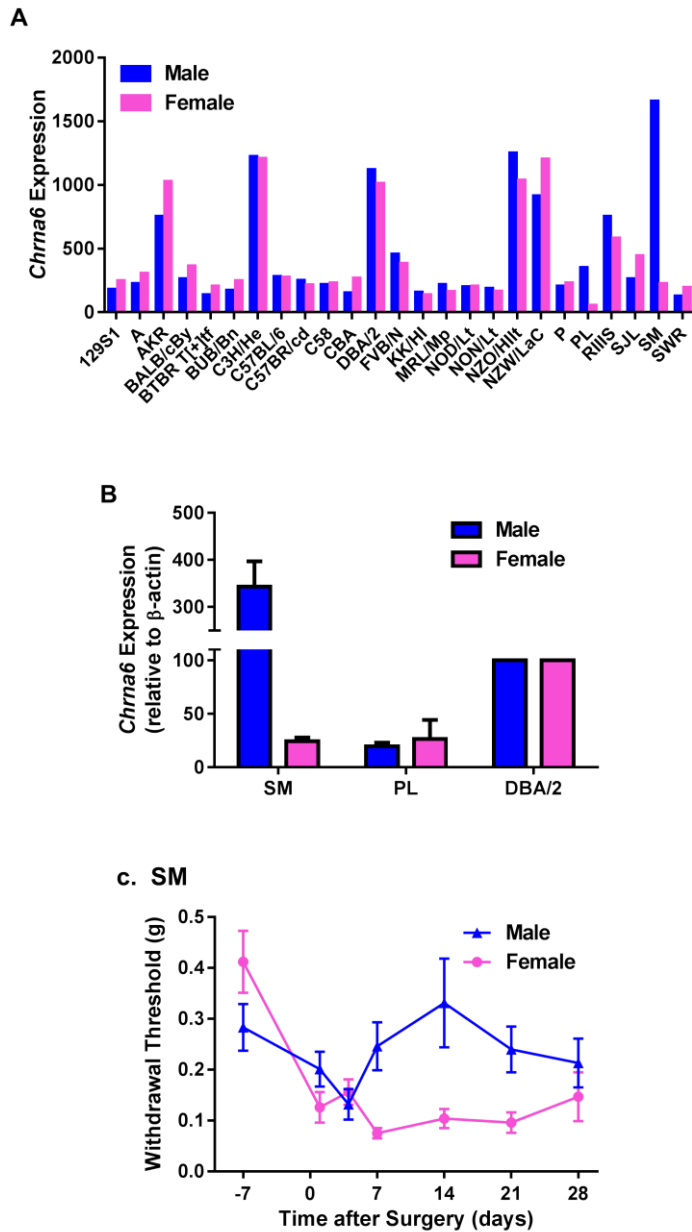 A
2000
1500
1000
500
0
Chrna6 Expression
Male
Female
129S1
A
AKR
BALB/cBy
BTBR T(+)tf
BUB/Bn
C3H/He
C57BL/6
C57BR/cd
C58
CBA
DBA/2
FVB/N
KK/HI
MRL/Mp
NOD/Lt
NON/Lt
NZO/HIlt
NZW/LaC
P
PL
RIIIS
SJL
SM
SWR
B
500
400
300
100
50
0
Chrna6 Expression
(relative to β-actin)
Male
Female
SM
PL
DBA/2
c. SM
0.5
0.4
0.3
0.2
0.1
0.0
Withdrawal Threshold (g)
Male
Female
-7
0
7
14
21
28
Time after Surgery (days)